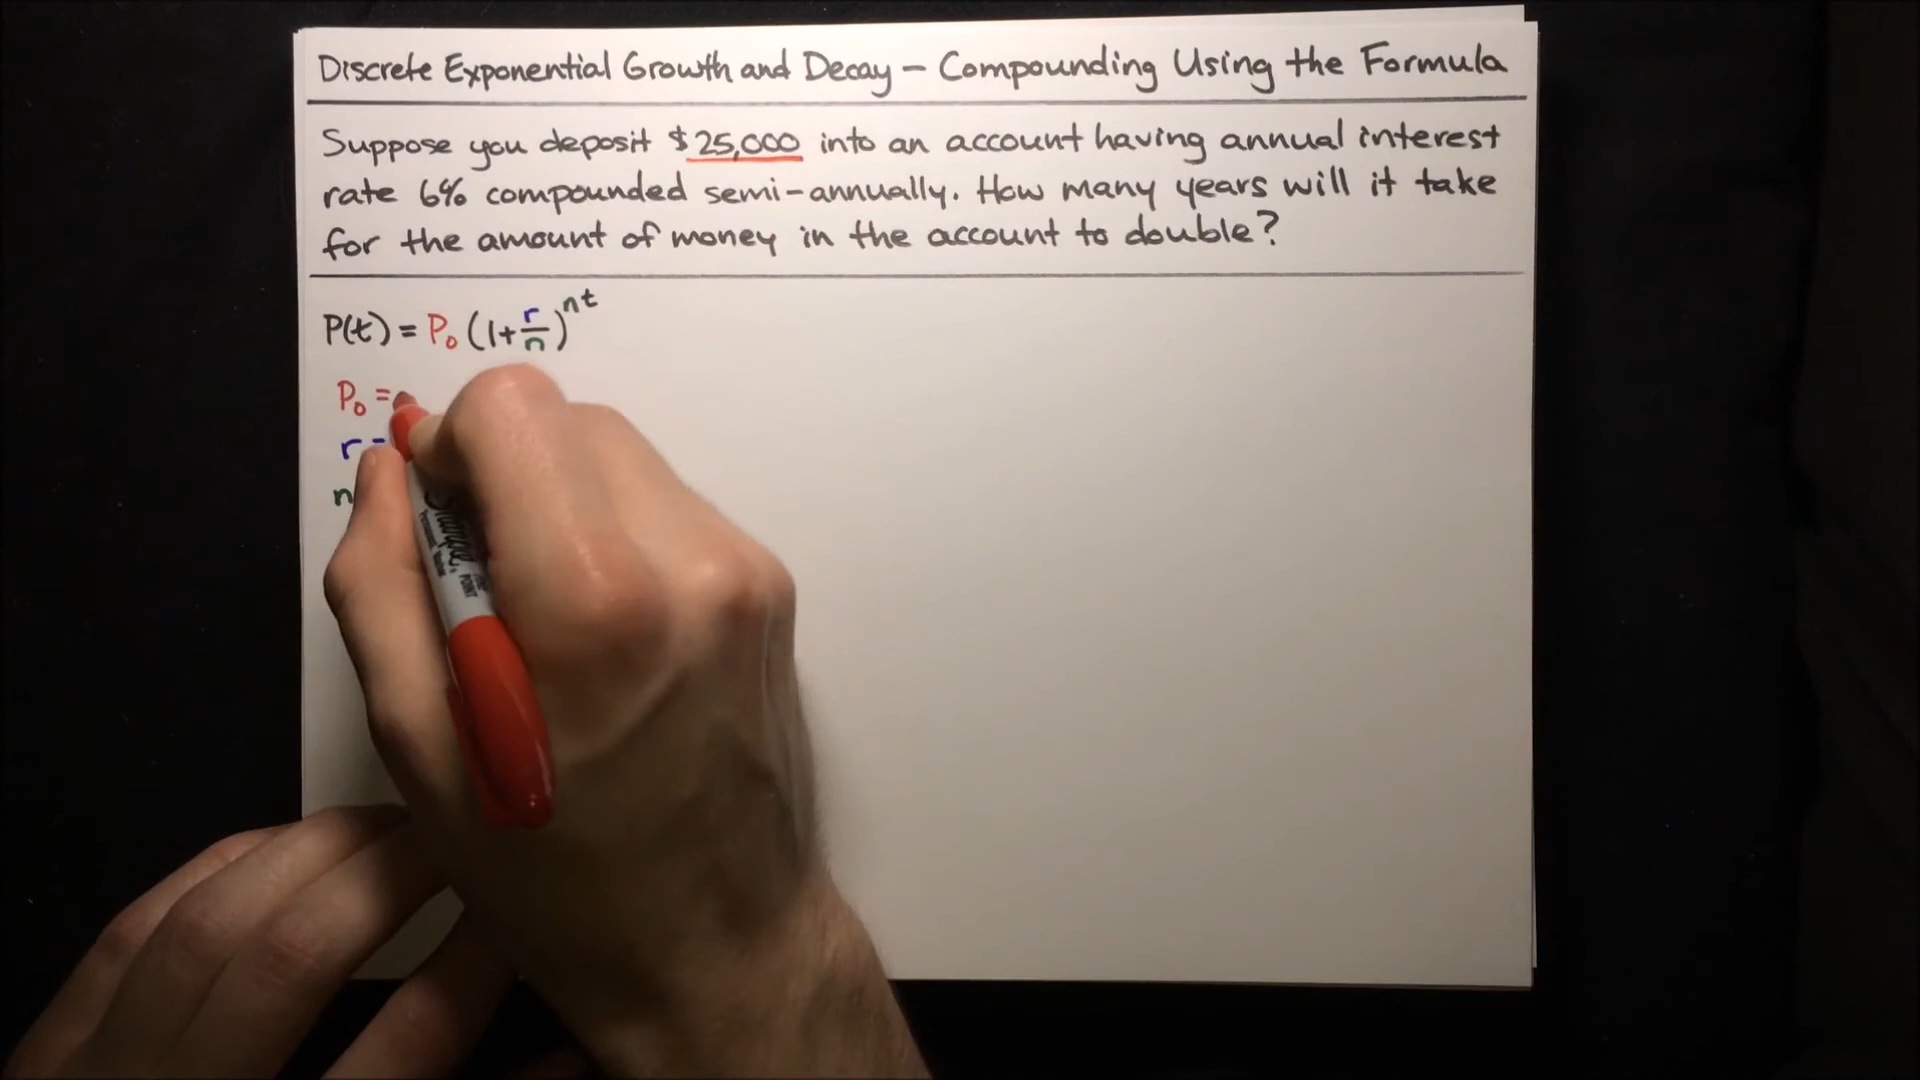 Discrete Exponential Growth and Decay – Compounding Using the Formula
Suppose you deposit $25,000 into an account having annual interest
rate 6% compounded semi-annually. How many years will it take
for the amount of money in the account to double?
P(t) = P₀(1+r/n)^nt
P₀ =
r =
n
Sharpie